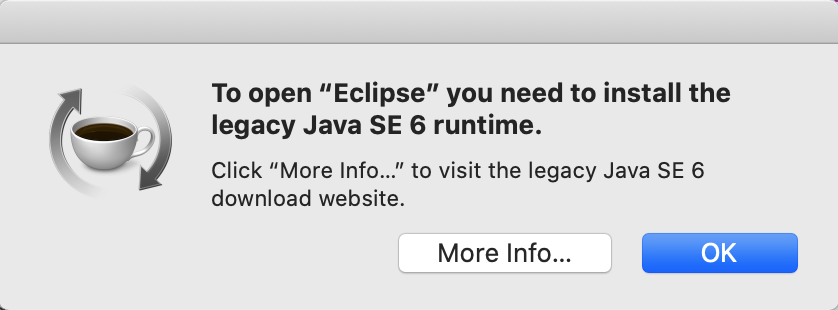 To open “Eclipse” you need to install the
legacy Java SE 6 runtime.
Click “More Info…” to visit the legacy Java SE 6
download website.
More Info...
OK